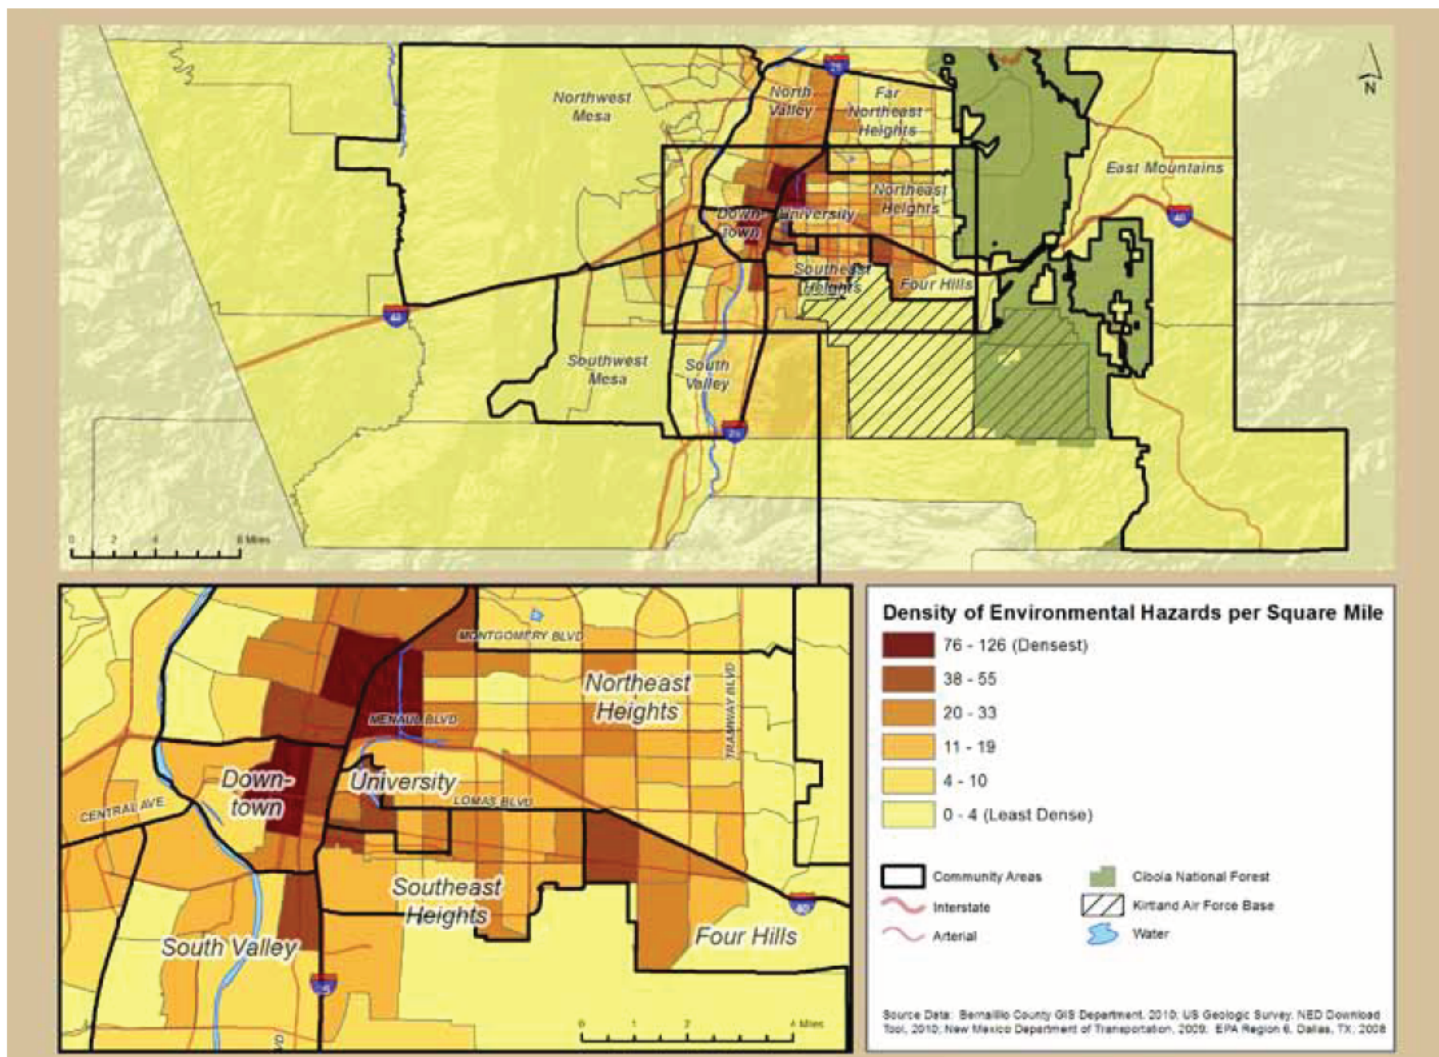 N
25
Northwest
Mesa
North
Valley
Far
Northeast
Heights
East Mountains
40
Northeast
Heights
Down-
town
University
Southeast
Heights
Four Hills
40
Southwest
Mesa
South
Valley
25
0 2 4 8 Miles
MONTGOMERY BLVD
Northeast
Heights
TRAMWAY BLVD
MENAUL BLVD
Down-
town
University
CENTRAL AVE
LOMAS BLVD
Southeast
Heights
40
South Valley
Four Hills
25
0 1 2 4 Miles
Density of Environmental Hazards per Square Mile
76 - 126 (Densest)
38 - 55
20 - 33
11 - 19
4 - 10
0 - 4 (Least Dense)
Community Areas
Cibola National Forest
Interstate
Kirtland Air Force Base
Arterial
Water
Source Data: Bernalillo County GIS Department, 2010; US Geologic Survey, NED Download
Tool, 2010; New Mexico Department of Transportation, 2009; EPA Region 6, Dallas, TX, 2008